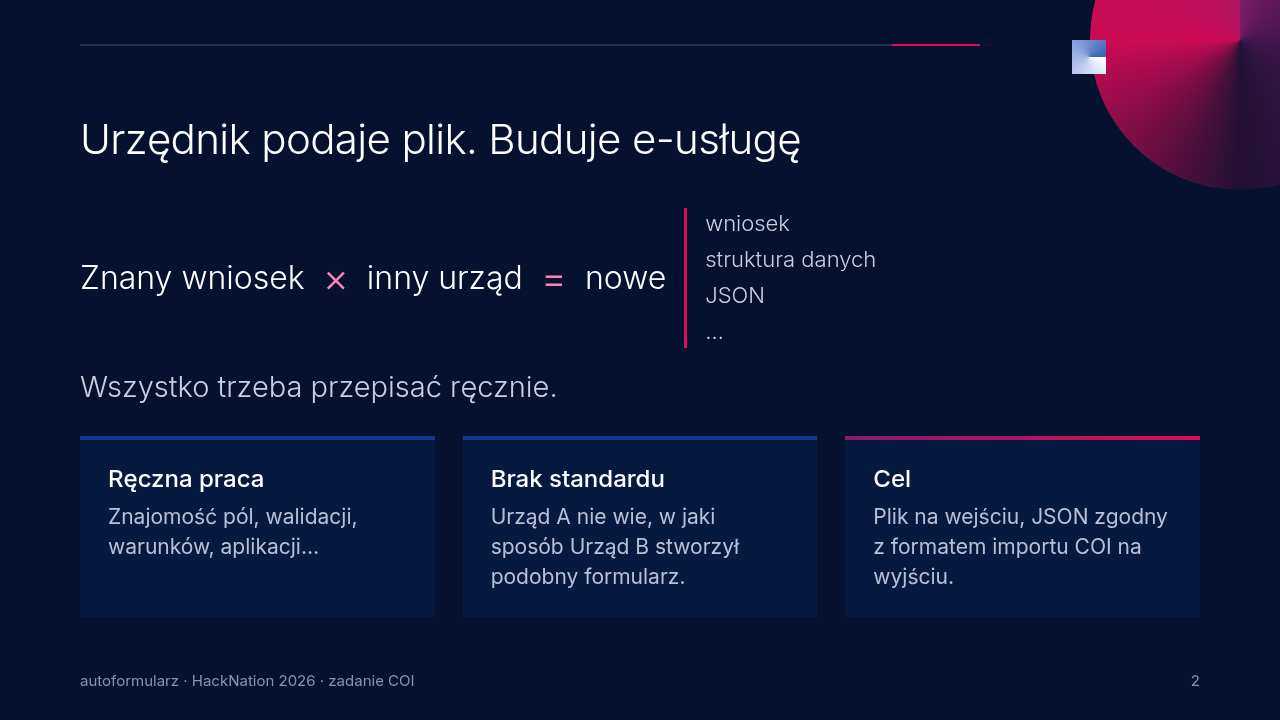 Urzędnik podaje plik. Buduje e-usługę
Znany wniosek × inny urząd = nowe
wniosek
struktura danych
JSON
...
Wszystko trzeba przepisać ręcznie.
Ręczna praca
Znajomość pól, walidacji,
warunków, aplikacji...
Brak standardu
Urząd A nie wie, w jaki
sposób Urząd B stworzył
podobny formularz.
Cel
Plik na wejściu, JSON zgodny
z formatem importu COI na
wyjściu.
autoformularz · HackNation 2026 · zadanie COI
2